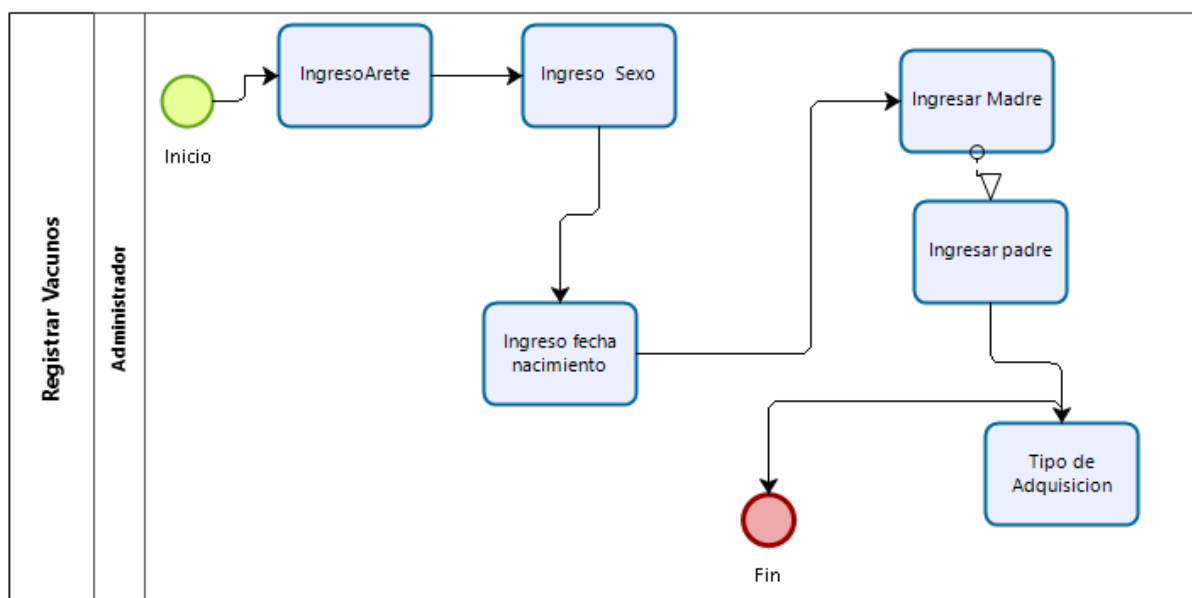 Registrar Vacunos
Administrador
Inicio
IngresoArete
Ingreso Sexo
Ingreso fecha
nacimiento
Ingresar Madre
Ingresar padre
Tipo de
Adquisicion
Fin